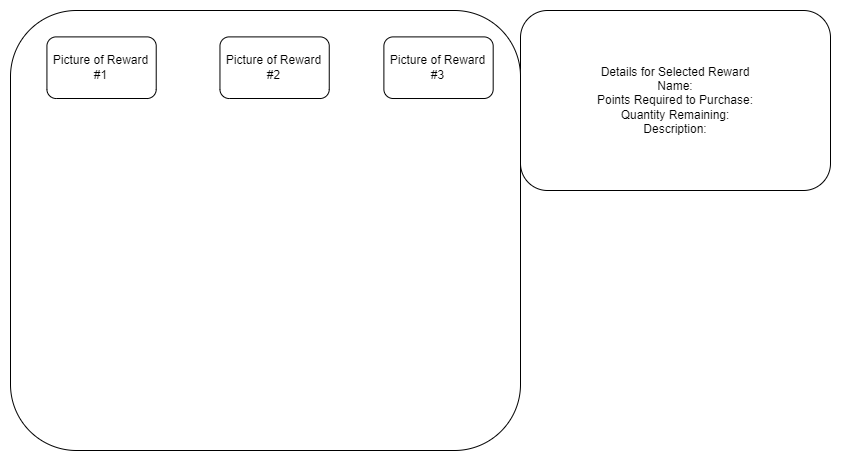 Picture of Reward
#1
Picture of Reward
#2
Picture of Reward
#3
Details for Selected Reward
Name:
Points Required to Purchase:
Quantity Remaining:
Description: